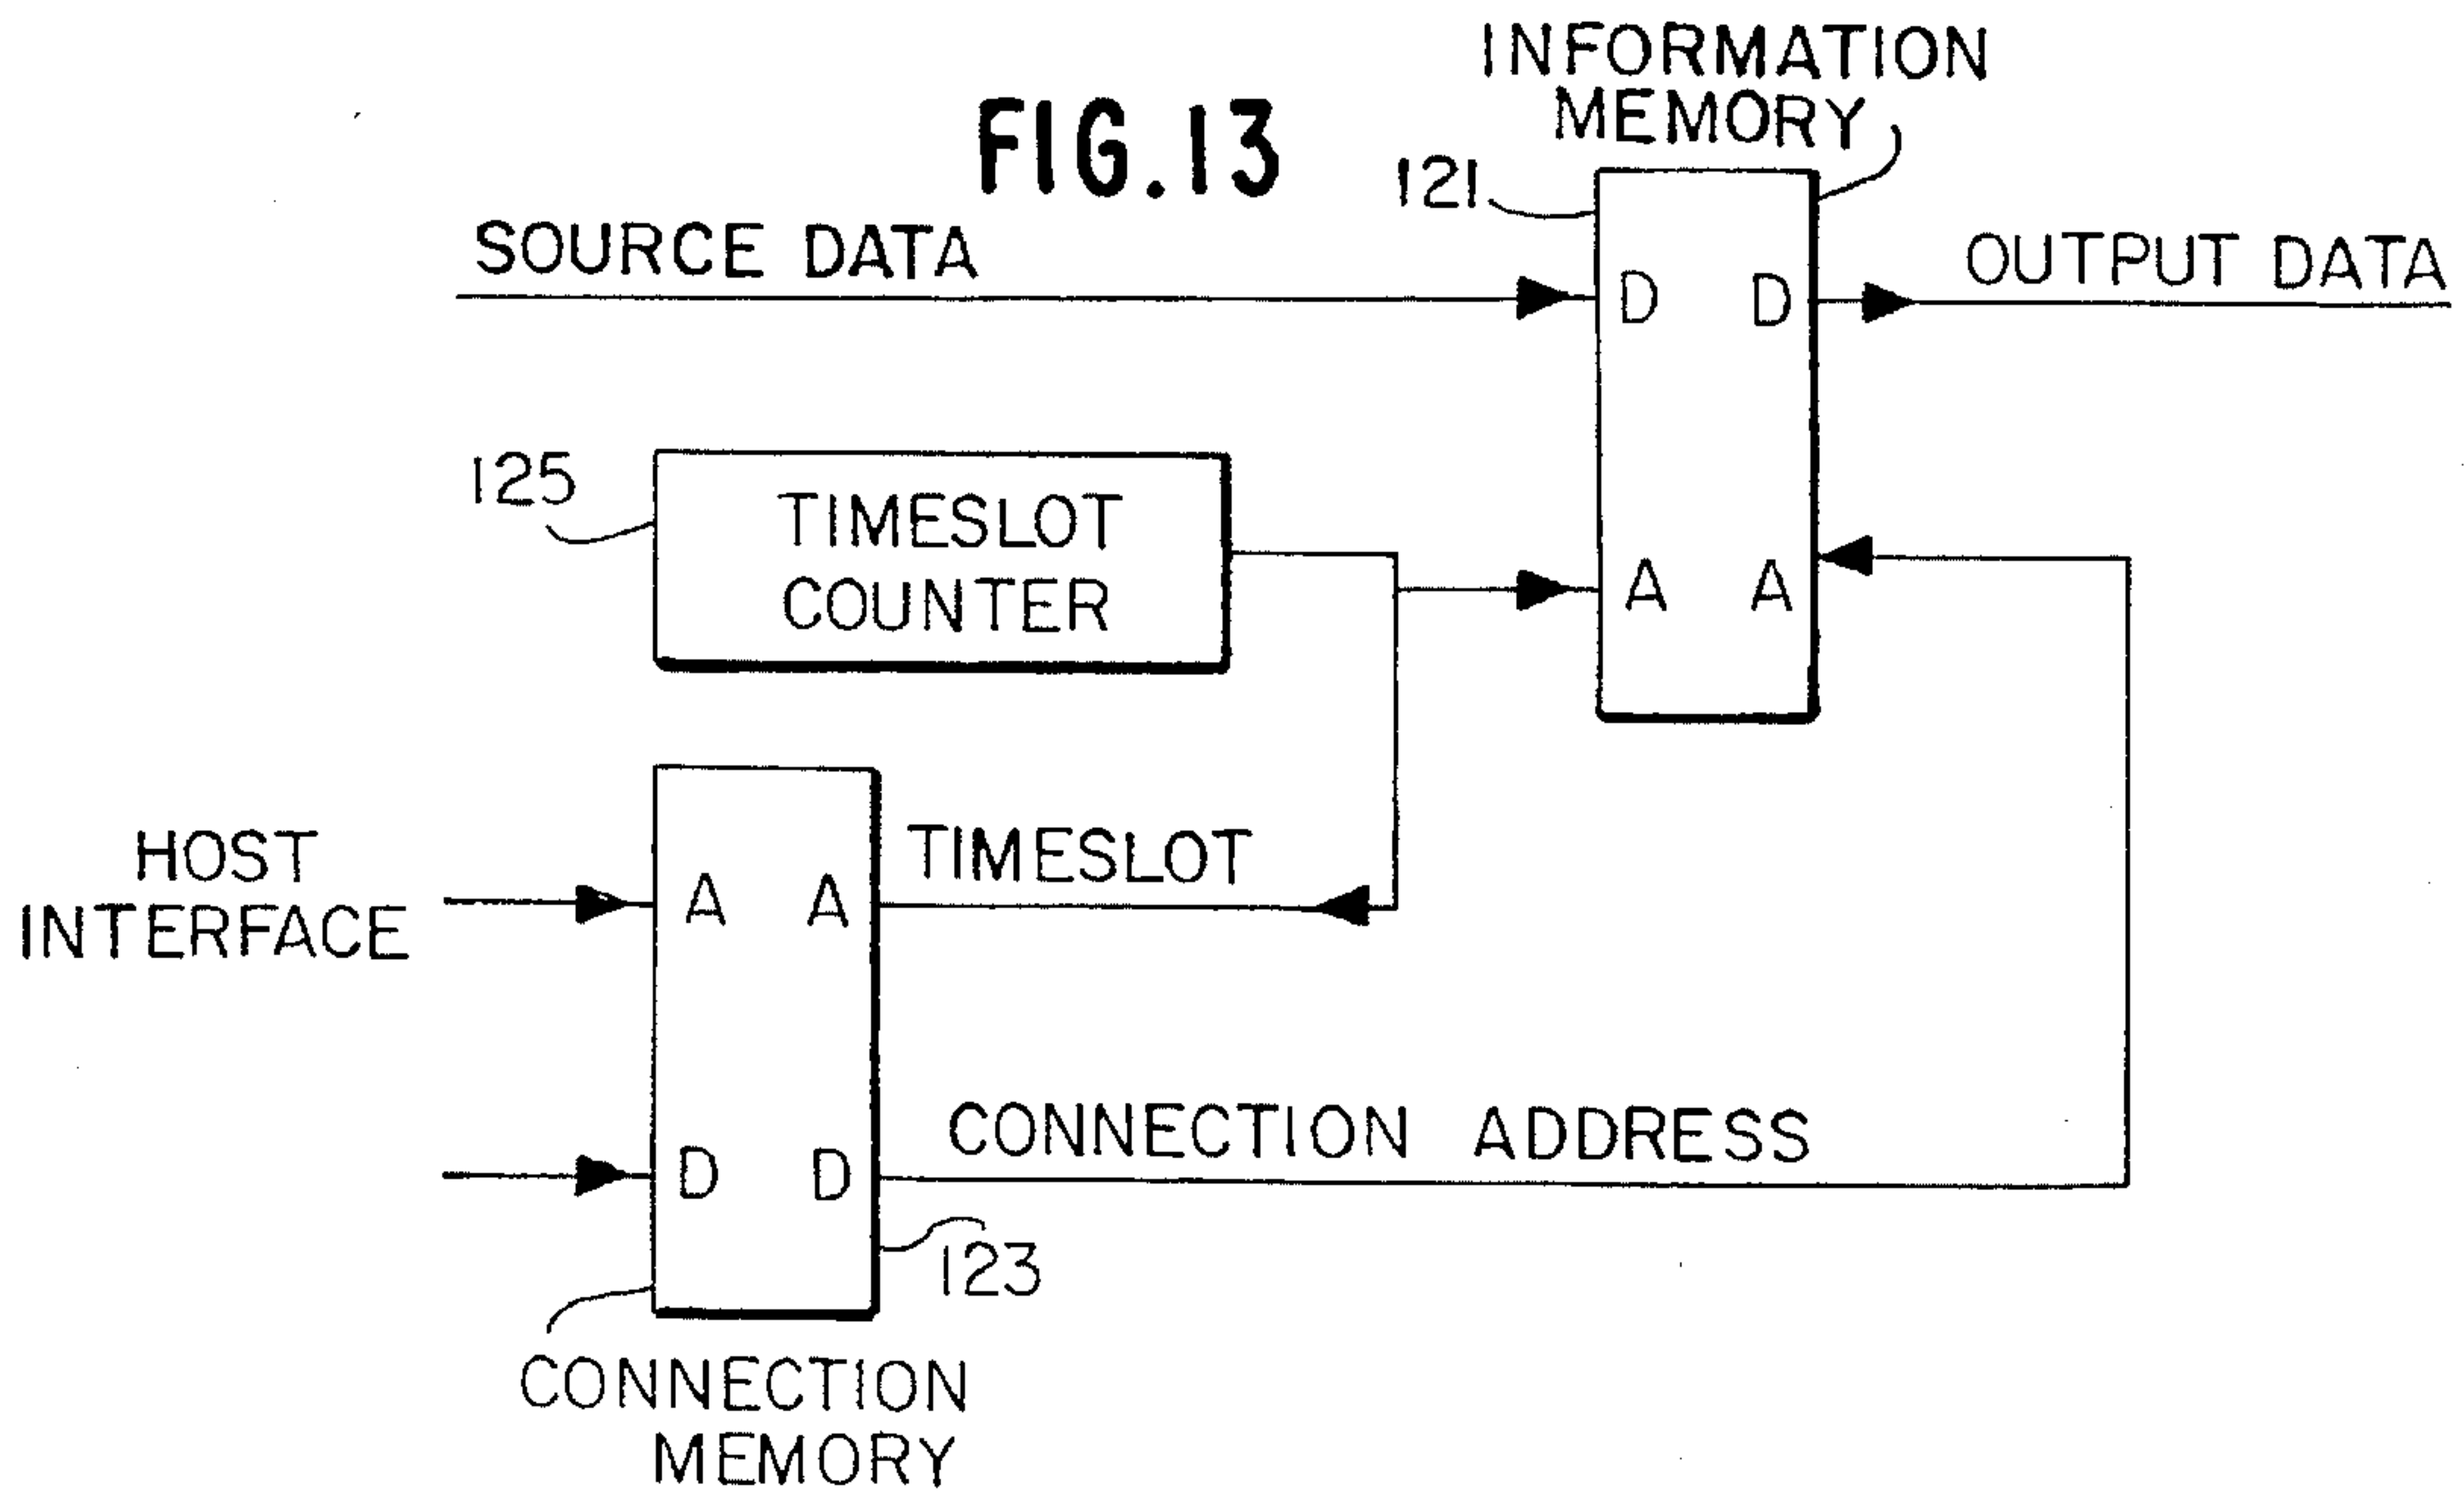 INFORMATION
MEMORY
FIG.13
121
SOURCE DATA
D D
OUTPUT DATA
125
TIMESLOT
COUNTER
A A
HOST
INTERFACE
A A
TIMESLOT
D D
CONNECTION ADDRESS
123
CONNECTION
MEMORY